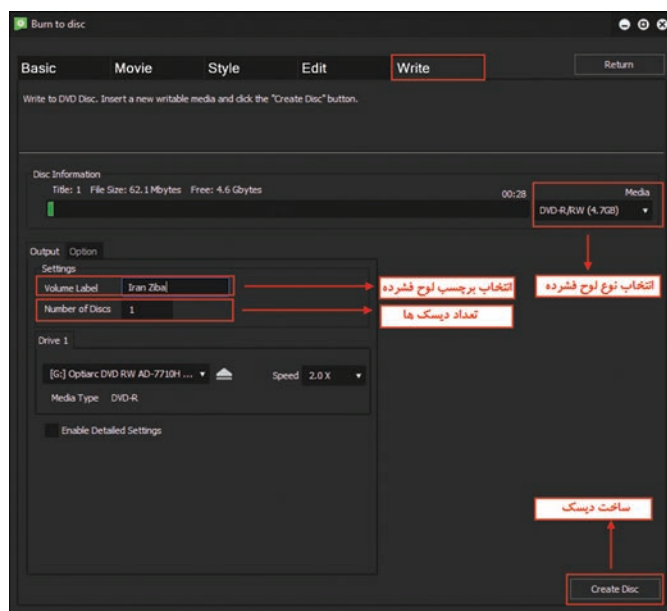 Burn to disc
Basic Movie Style Edit Write Return
Write to DVD Disc. Insert a new writable media and click the "Create Disc" button.
Disc Information
Title: 1 File Size: 62.1 Mbytes Free: 4.6 Gbytes
00:28 Media
DVD-R/RW (4.7GB)
Output Option
Settings
Volume Label Iran Ziba
انتخاب برچسب لوح فشرده
انتخاب نوع لوح فشرده
Number of Discs 1
تعداد دیسک ها
Drive 1
[G:] Optiarc DVD RW AD-7710H ... Speed 2.0 X
Media Type DVD-R
Enable Detailed Settings
ساخت دیسک
Create Disc